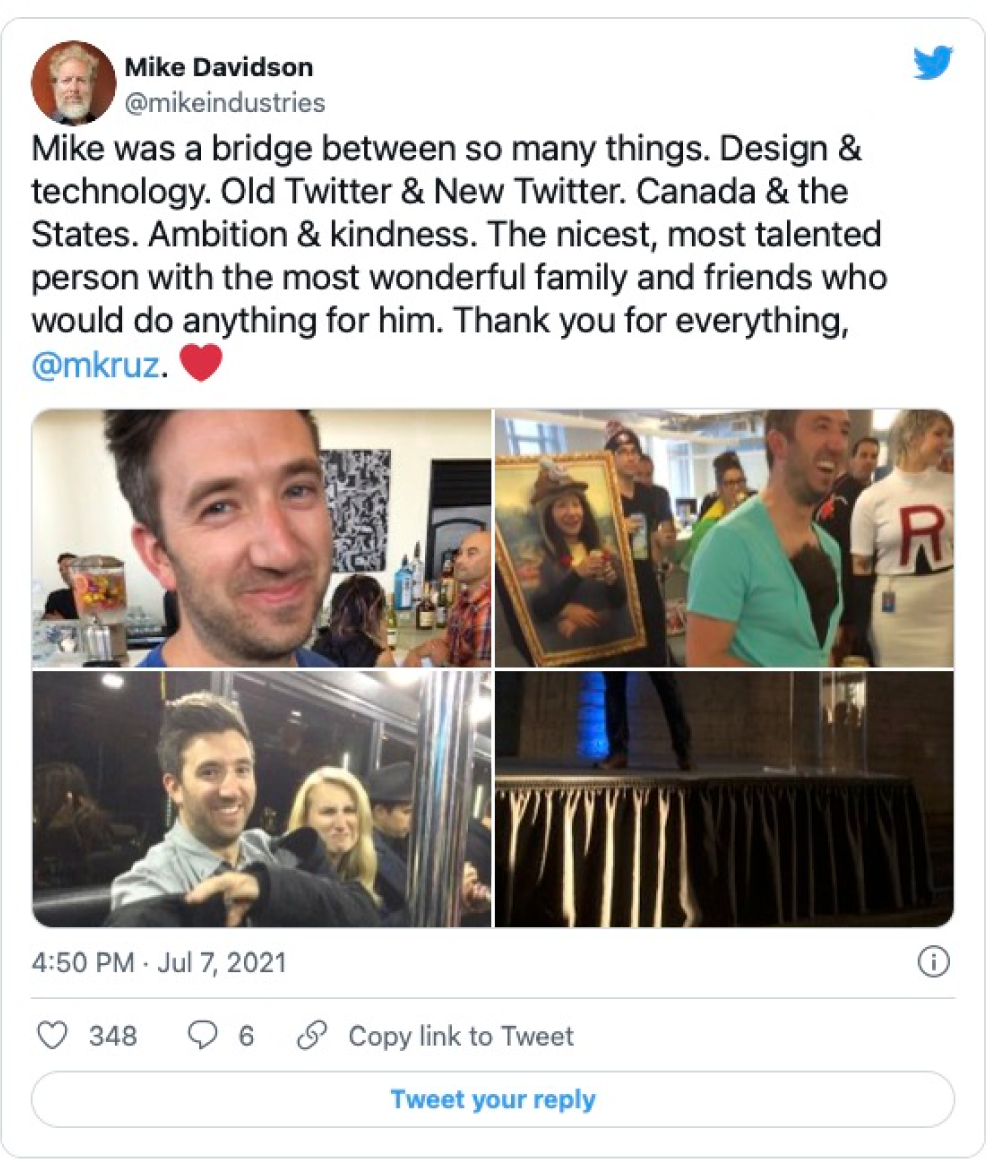 Mike Davidson
@mikeindustries
Mike was a bridge between so many things. Design &
technology. Old Twitter & New Twitter. Canada & the
States. Ambition & kindness. The nicest, most talented
person with the most wonderful family and friends who
would do anything for him. Thank you for everything,
@mkruz. ❤️
R
4:50 PM · Jul 7, 2021
348 6 Copy link to Tweet
Tweet your reply